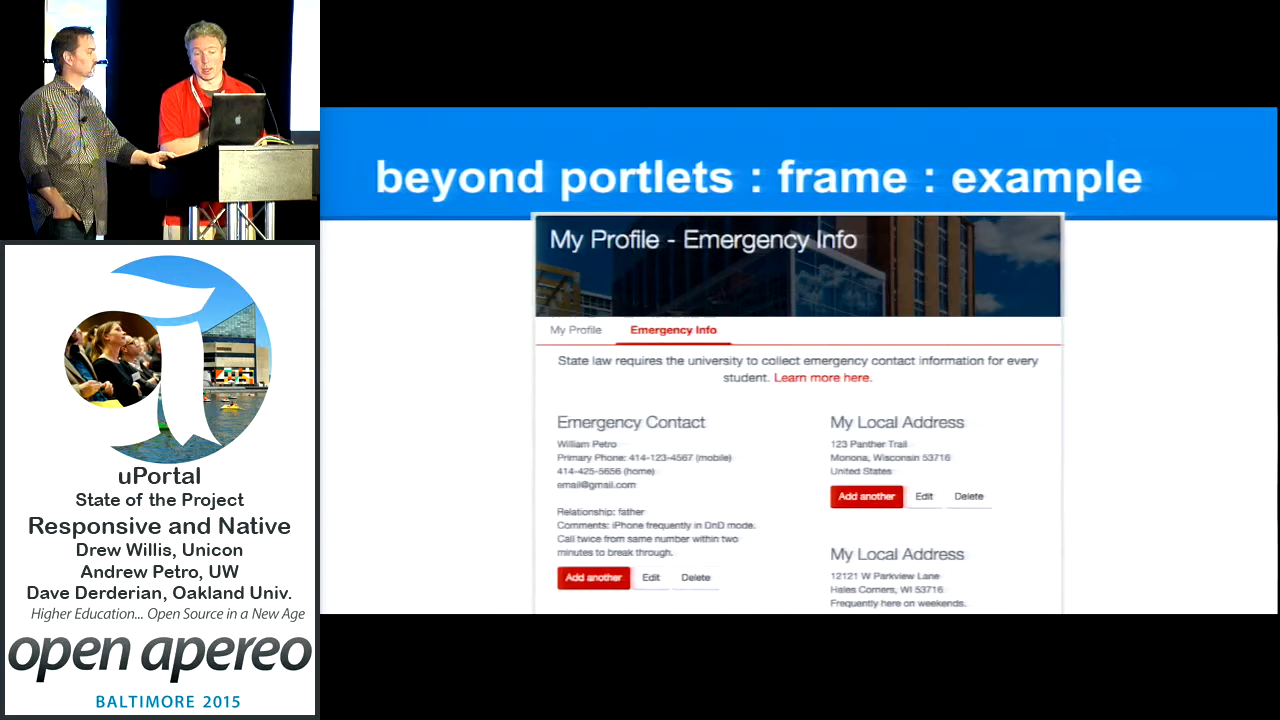 beyond portlets : frame : example
My Profile - Emergency Info
My Profile
Emergency Info
State law requires the university to collect emergency contact information for every
student. Learn more here.
Emergency Contact
William Petro
Primary Phone: 414-123-4567 (mobile)
414-425-5656 (home)
email@gmail.com
Relationship: father
Comments: iPhone frequently in DnD mode.
Call twice from same number within two
minutes to break through.
Add another
Edit
Delete
My Local Address
123 Panther Trail
Monona, Wisconsin 53716
United States
Add another
Edit
Delete
My Local Address
12121 W Parkview Lane
Hales Corners, WI 53716
Frequently here on weekends.
uPortal
State of the Project
Responsive and Native
Drew Willis, Unicon
Andrew Petro, UW
Dave Derderian, Oakland Univ.
Higher Education... Open Source in a New Age
open apereo
BALTIMORE 2015